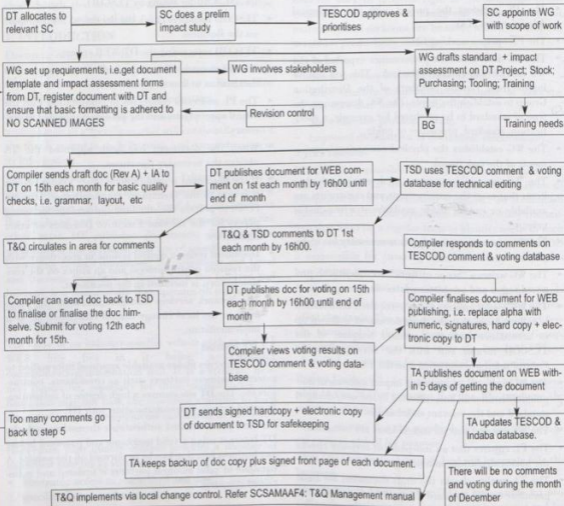 DT allocates to
relevant SC
SC does a prelim
impact study
TESCOD approves &
prioritises
SC appoints WG
with scope of work
WG set up requirements, i.e.get document
template and impact assessment forms
from DT, register document with DT and
ensure that basic formatting is adhered to
NO SCANNED IMAGES
WG involves stakeholders
Revision control
WG drafts standard + impact
assessment on DT Project; Stock;
Purchasing; Tooling; Training
BG
Training needs
Compiler sends draft doc (Rev A) + IA to
DT on 15th each month for basic quality
checks, i.e. grammar, layout, etc
DT publishes document for WEB com-
ment on 1st each month by 16h00 until
end of month
TSD uses TESCOD comment & voting
database for technical editing
T&Q circulates in area for comments
T&Q & TSD comments to DT 1st
each month by 16h00.
Compiler responds to comments on
TESCOD comment & voting database
Compiler can send doc back to TSD
to finalise or finalise the doc him-
selve. Submit for voting 12th each
month for 15th.
DT publishes doc for voting on 15th
each month by 16h00 until end of
month
Compiler finalises document for WEB
publishing, i.e. replace alpha with
numeric, signatures, hard copy + elec-
tronic copy to DT
Compiler views voting results on
TESCOD comment & voting data-
base
TA publishes document on WEB with-
in 5 days of getting the document
Too many comments go
back to step 5
DT sends signed hardcopy + electronic copy
of document to TSD for safekeeping
TA updates TESCOD &
Indaba database.
TA keeps backup of doc copy plus signed front page of each document.
There will be no comments
and voting during the month
of December
T&Q implements via local change control. Refer SCSAMAAF4: T&Q Management manual